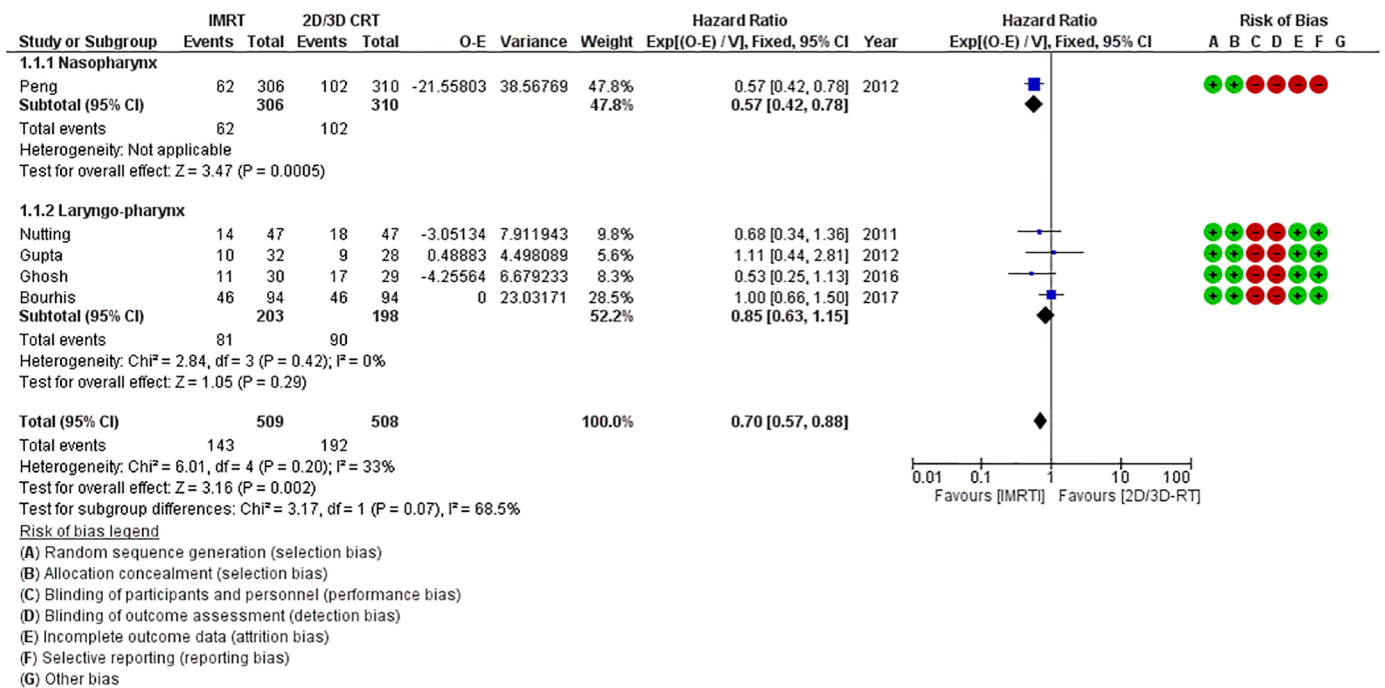 IMRT 2D/3D CRT Hazard Ratio Hazard Ratio Risk of Bias
Study or Subgroup Events Total Events Total O-E Variance Weight Exp[(O-E) / V], Fixed, 95% CI Year Exp[(O-E) / V], Fixed, 95% CI A B C D E F G
1.1.1 Nasopharynx
Peng 62 306 102 310 -21.55803 38.56769 47.8% 0.57 [0.42, 0.78] 2012 + + - - - -
Subtotal (95% CI) 306 310 47.8% 0.57 [0.42, 0.78]
Total events 62 102
Heterogeneity: Not applicable
Test for overall effect: Z = 3.47 (P = 0.0005)
1.1.2 Laryngo-pharynx
Nutting 14 47 18 47 -3.05134 7.911943 9.8% 0.68 [0.34, 1.36] 2011 + + - - + +
Gupta 10 32 9 28 0.48883 4.498089 5.6% 1.11 [0.44, 2.81] 2012 + + - - + +
Ghosh 11 30 17 29 -4.25564 6.679233 8.3% 0.53 [0.25, 1.13] 2016 + + - - + +
Bourhis 46 94 46 94 0 23.03171 28.5% 1.00 [0.66, 1.50] 2017 + + - - + +
Subtotal (95% CI) 203 198 52.2% 0.85 [0.63, 1.15]
Total events 81 90
Heterogeneity: Chi² = 2.84, df = 3 (P = 0.42); I² = 0%
Test for overall effect: Z = 1.05 (P = 0.29)
Total (95% CI) 509 508 100.0% 0.70 [0.57, 0.88]
Total events 143 192
Heterogeneity: Chi² = 6.01, df = 4 (P = 0.20); I² = 33%
Test for overall effect: Z = 3.16 (P = 0.002)
Test for subgroup differences: Chi² = 3.17, df = 1 (P = 0.07), I² = 68.5%
0.01 0.1 1 10 100
Favours [IMRTI] Favours [2D/3D-RT]
Risk of bias legend
(A) Random sequence generation (selection bias)
(B) Allocation concealment (selection bias)
(C) Blinding of participants and personnel (performance bias)
(D) Blinding of outcome assessment (detection bias)
(E) Incomplete outcome data (attrition bias)
(F) Selective reporting (reporting bias)
(G) Other bias